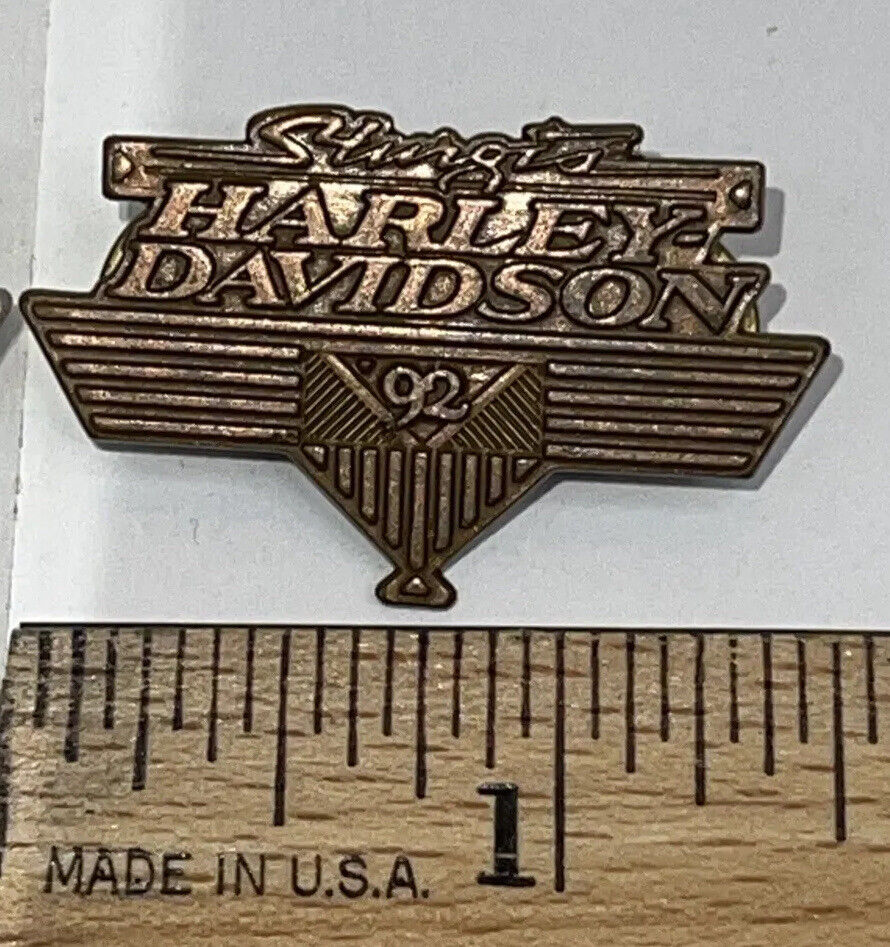 Sturgis
HARLEY-
DAVIDSON
92
1
MADE IN U.S.A.